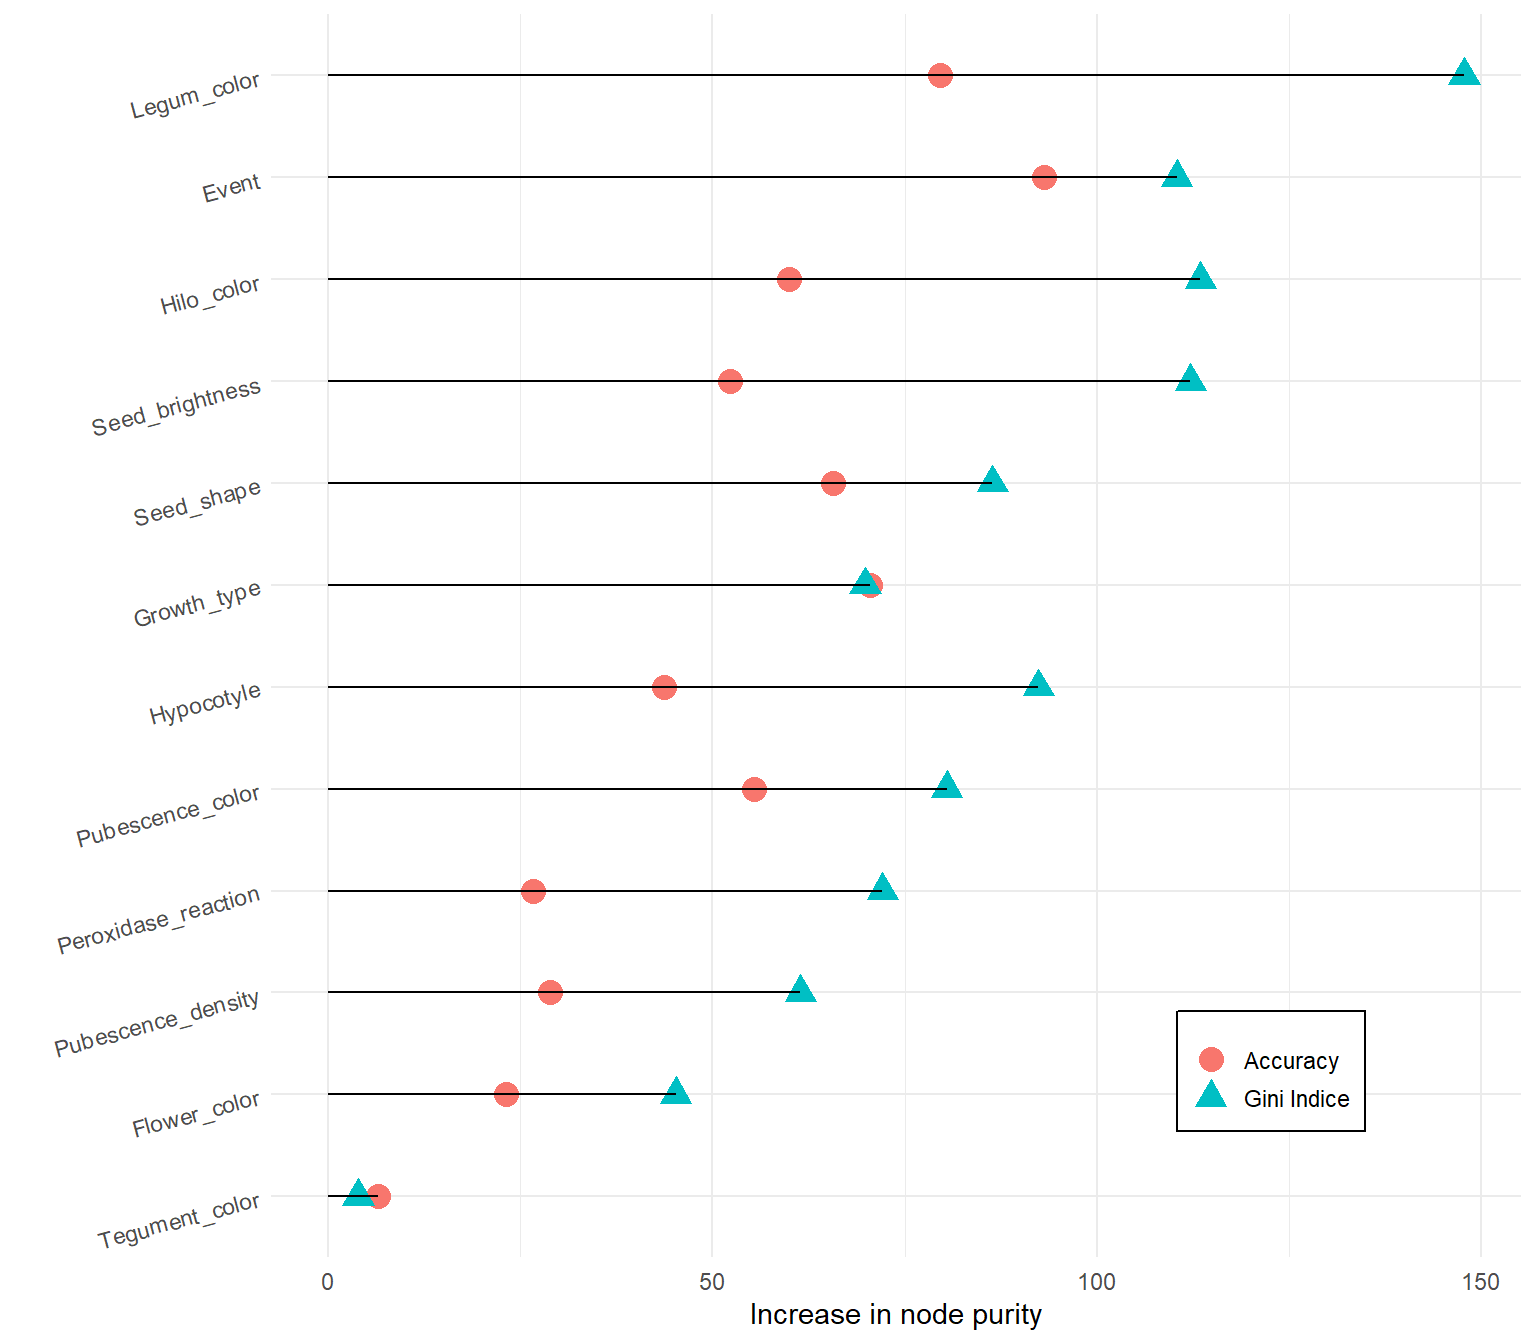 Legum_color
Event
Hilo_color
Seed_brightness
Seed_shape
Growth_type
Hypocotyle
Pubescence_color
Peroxidase_reaction
Pubescence_density
Flower_color
Tegument_color
Accuracy
Gini Indice
0 50 100 150
Increase in node purity